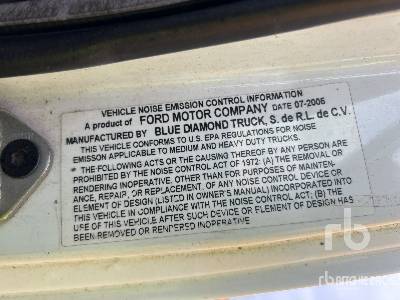 VEHICLE NOISE EMISSION CONTROL INFORMATION
A product of FORD MOTOR COMPANY DATE 07-2006
MANUFACTURED BY BLUE DIAMOND TRUCK, S. de R.L. de C.V.
THIS VEHICLE CONFORMS TO U.S. EPA REGULATIONS FOR NOISE
EMISSON APPLICABLE TO MEDIUM AND HEAVY DUTY TRUCKS.
* THE FOLLOWING ACTS OR THE CAUSING THEREOF BY ANY PERSON ARE
PROHIBITED BY THE NOISE CONTROL ACT OF 1972: (A) THE REMOVAL OR
RENDERING INOPERATIVE, OTHER THAN FOR PURPOSES OF MAINTEN-
ANCE, REPAIR, OR REPLACEMENT, OF ANY NOISE CONTROL DEVICE OR
ELEMENT OF DESIGN (LISTED IN OWNER'S MANUAL) INCORPORATED INTO
THIS VEHICLE IN COMPLIANCE WITH THE NOISE CONTROL ACT; (B) THE
USE OF THIS VEHICLE AFTER SUCH DEVICE OR ELEMENT OF DESIGN HAS
BEEN REMOVED OR RENDERED INOPERATIVE
rb
rbauction